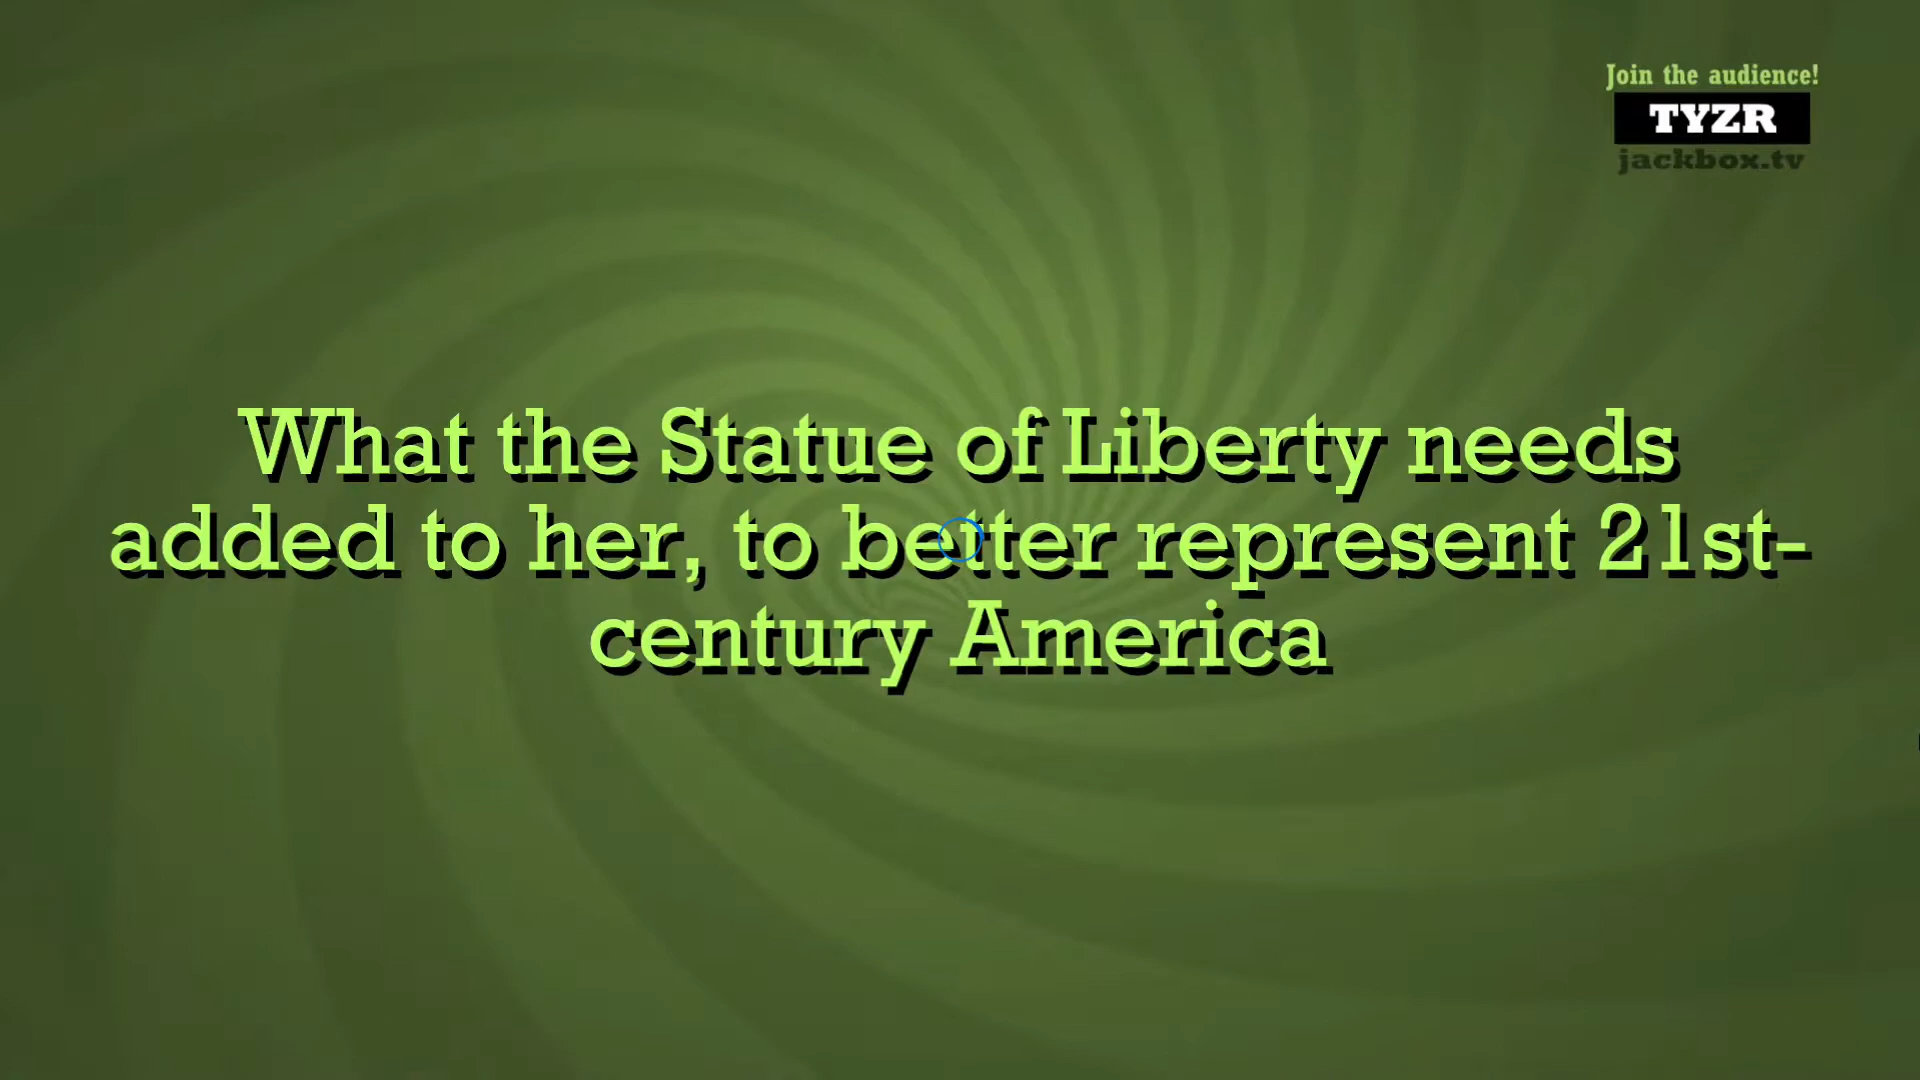 Join the audience!
TYZR
jackbox.tv
What the Statue of Liberty needs
added to her, to better represent 21st-
century America